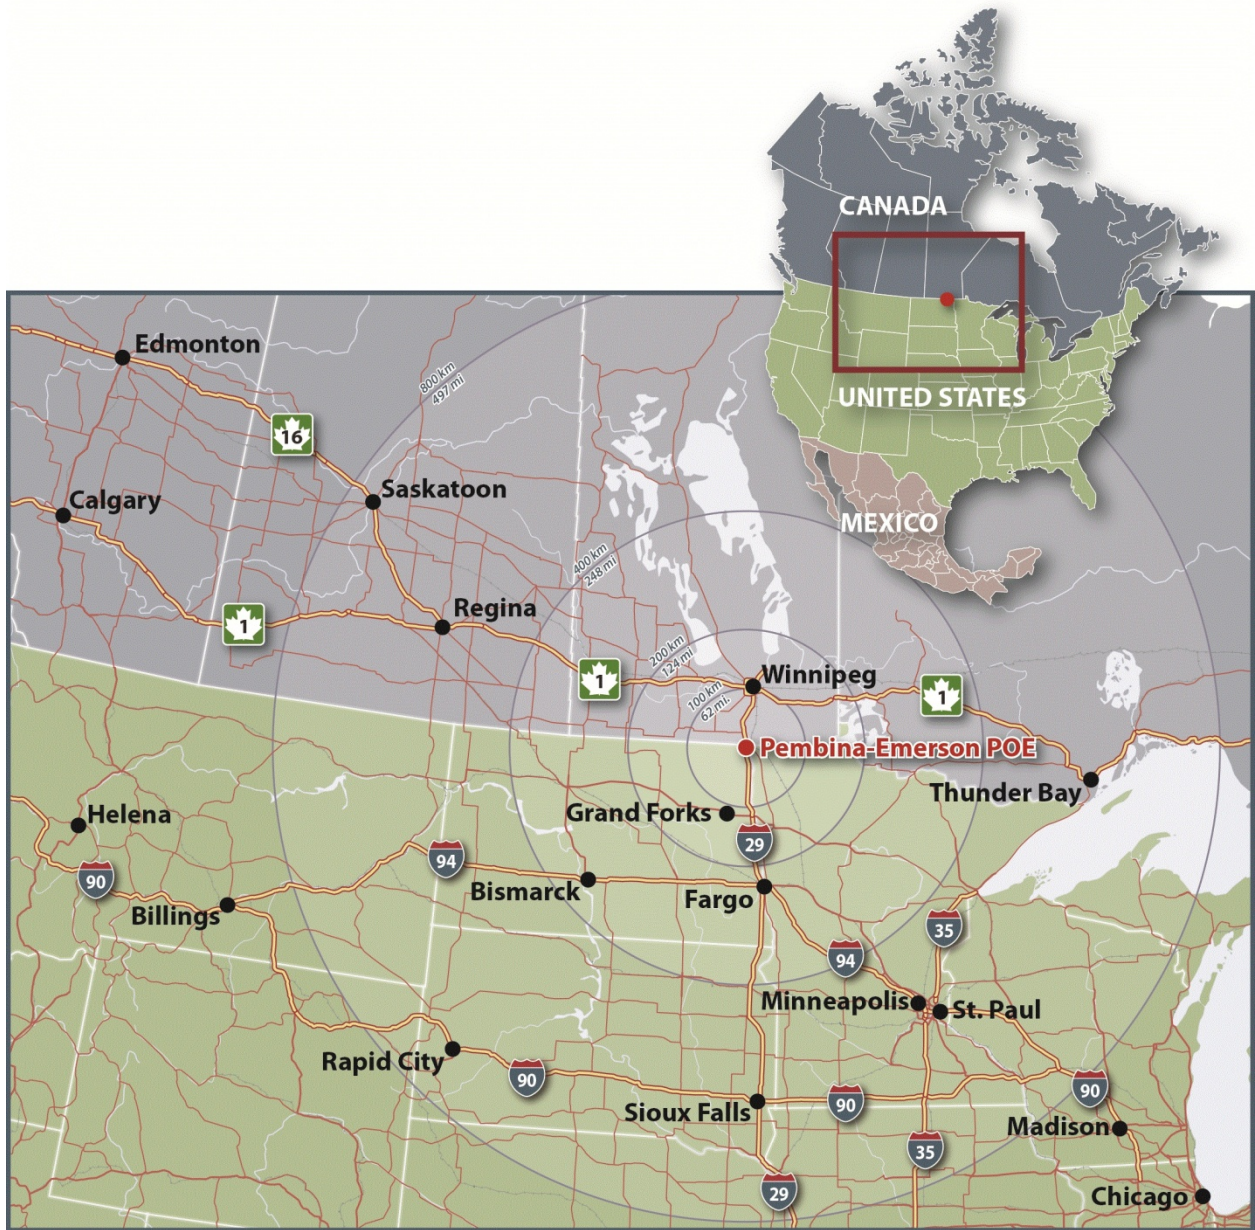 CANADA
UNITED STATES
MEXICO
Edmonton
800 km
497 mi
16
Calgary
Saskatoon
400 km
248 mi
1
Regina
200 km
124 mi
1
Winnipeg
1
100 km
62 mi.
Pembina-Emerson POE
Thunder Bay
Helena
Grand Forks
29
94
90
Bismarck
Fargo
Billings
35
94
Minneapolis
St. Paul
Rapid City
90
90
90
Sioux Falls
Madison
35
29
Chicago